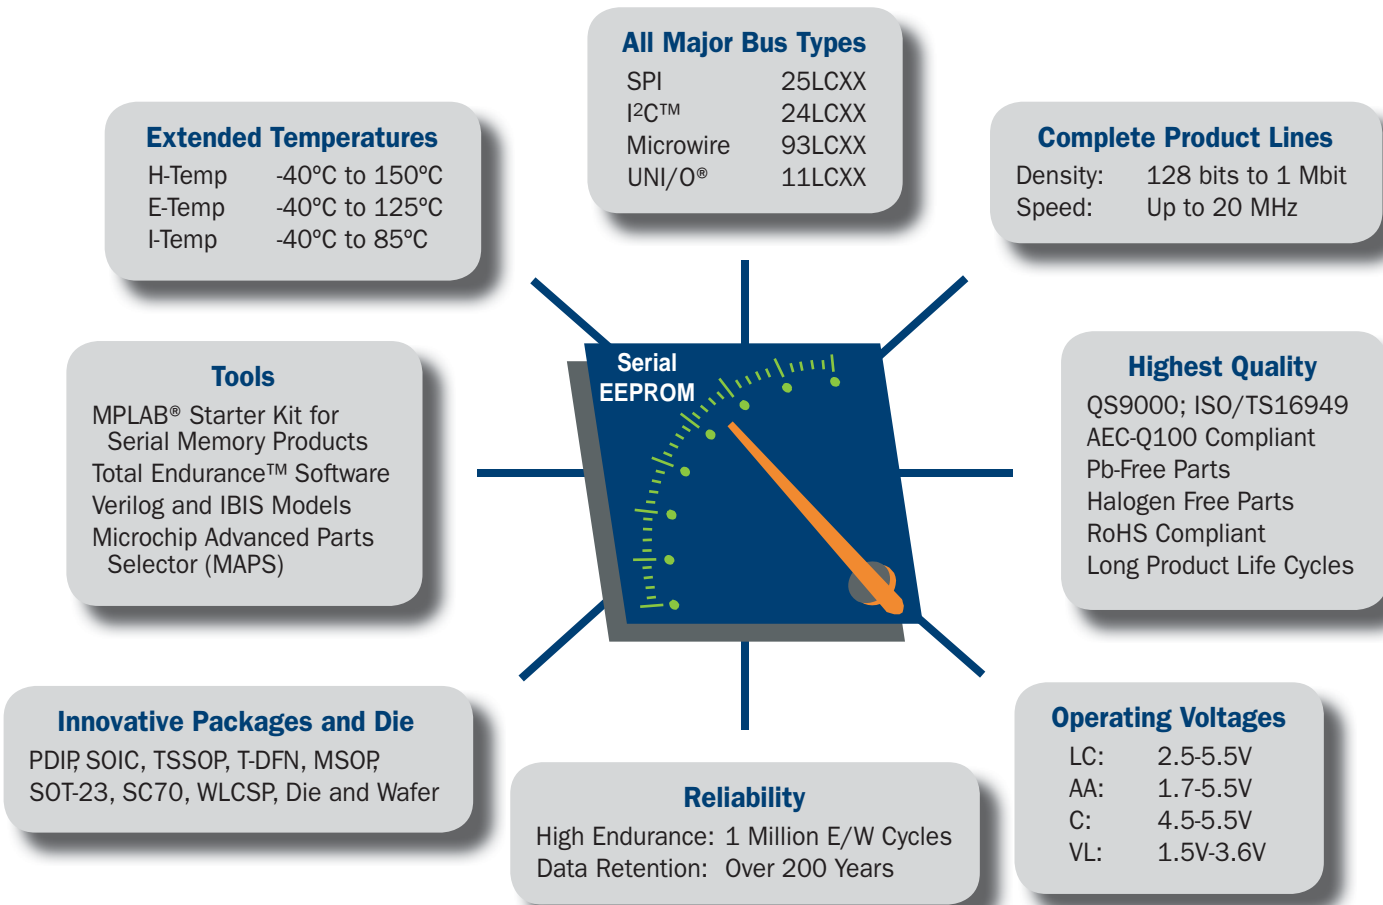 All Major Bus Types
SPI 25LCXX
I²C™ 24LCXX
Microwire 93LCXX
UNI/O® 11LCXX
Extended Temperatures
H-Temp -40ºC to 150ºC
E-Temp -40ºC to 125ºC
I-Temp -40ºC to 85ºC
Complete Product Lines
Density: 128 bits to 1 Mbit
Speed: Up to 20 MHz
Serial
EEPROM
Tools
MPLAB® Starter Kit for
Serial Memory Products
Total Endurance™ Software
Verilog and IBIS Models
Microchip Advanced Parts
Selector (MAPS)
Highest Quality
QS9000; ISO/TS16949
AEC-Q100 Compliant
Pb-Free Parts
Halogen Free Parts
RoHS Compliant
Long Product Life Cycles
Innovative Packages and Die
PDIP, SOIC, TSSOP, T-DFN, MSOP,
SOT-23, SC70, WLCSP, Die and Wafer
Reliability
High Endurance: 1 Million E/W Cycles
Data Retention: Over 200 Years
Operating Voltages
LC: 2.5-5.5V
AA: 1.7-5.5V
C: 4.5-5.5V
VL: 1.5V-3.6V